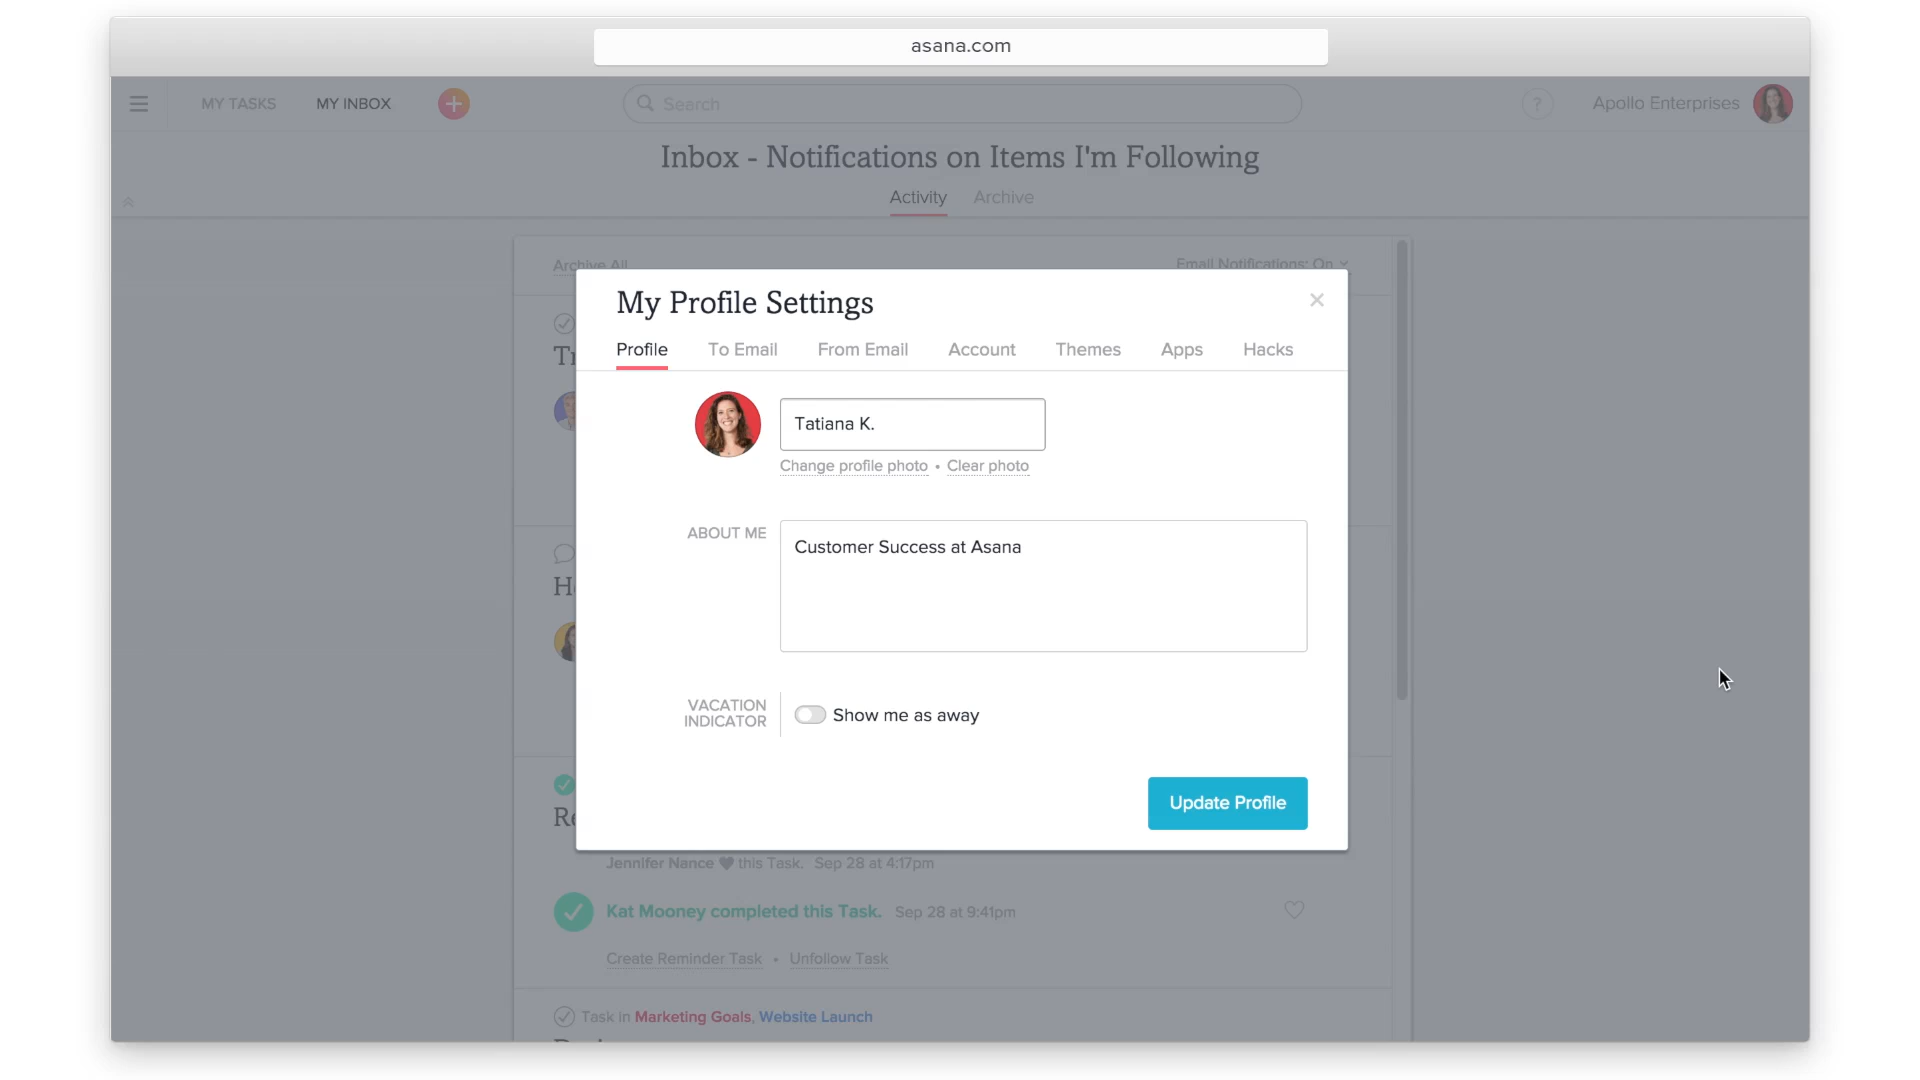 asana.com
MY TASKS MY INBOX Search ? Apollo Enterprises
Inbox - Notifications on Items I'm Following
Activity Archive
Archive All Email Notifications: On
My Profile Settings
Profile To Email From Email Account Themes Apps Hacks
Tatiana K.
Change profile photo • Clear photo
ABOUT ME
Customer Success at Asana
VACATION
INDICATOR
Show me as away
Update Profile
Jennifer Nance this Task. Sep 28 at 4:17pm
Kat Mooney completed this Task. Sep 28 at 9:41pm
Create Reminder Task • Unfollow Task
Task in Marketing Goals, Website Launch